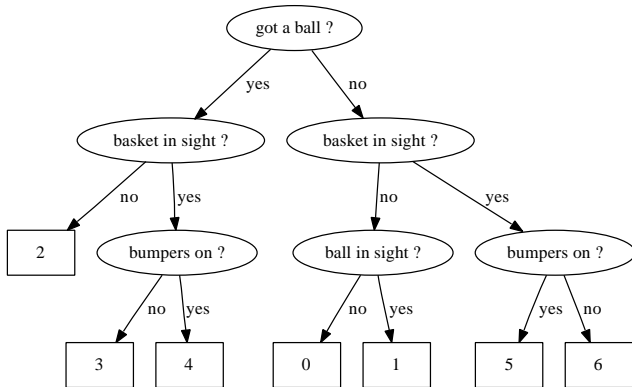 got a ball ?
yes
no
basket in sight ?
basket in sight ?
no
yes
no
yes
2
bumpers on ?
ball in sight ?
bumpers on ?
no
yes
no
yes
yes
no
3
4
0
1
5
6